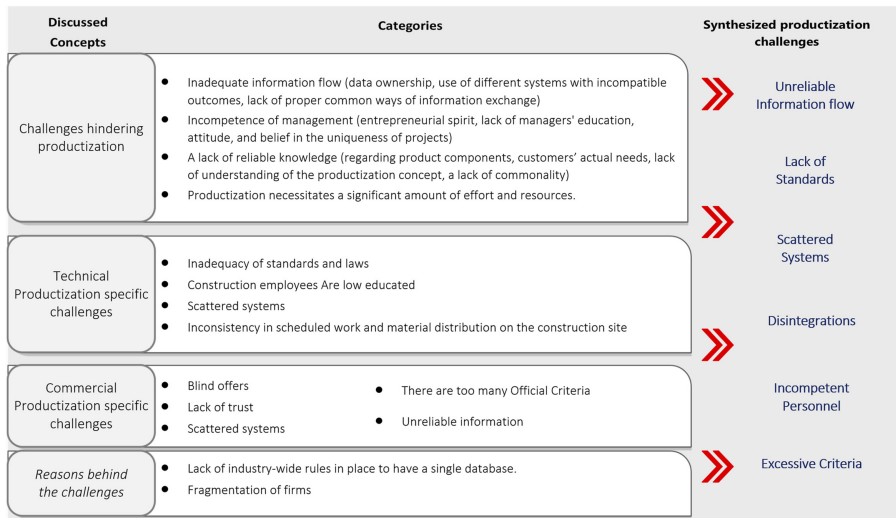 Discussed
Concepts
Categories
Synthesized productization
challenges
Challenges hindering
productization
● Inadequate information flow (data ownership, use of different systems with incompatible
outcomes, lack of proper common ways of information exchange)
● Incompetence of management (entrepreneurial spirit, lack of managers' education,
attitude, and belief in the uniqueness of projects)
● A lack of reliable knowledge (regarding product components, customers’ actual needs, lack
of understanding of the productization concept, a lack of commonality)
● Productization necessitates a significant amount of effort and resources.
Technical
Productization specific
challenges
● Inadequacy of standards and laws
● Construction employees Are low educated
● Scattered systems
● Inconsistency in scheduled work and material distribution on the construction site
Commercial
Productization specific
challenges
● Blind offers
● Lack of trust
● Scattered systems
● There are too many Official Criteria
● Unreliable information
Reasons behind
the challenges
● Lack of industry-wide rules in place to have a single database.
● Fragmentation of firms
Unreliable
Information flow
Lack of
Standards
Scattered
Systems
Disintegrations
Incompetent
Personnel
Excessive Criteria